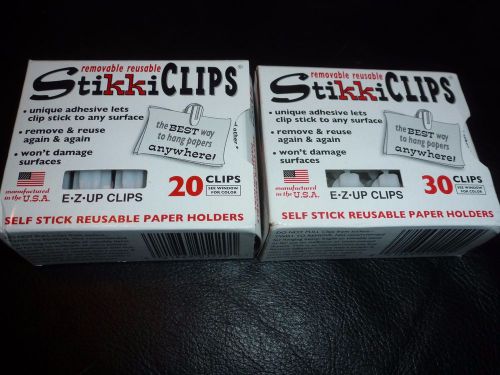 removable reusable
StikkiCLIPS®
• unique adhesive lets
clip stick to any surface
• remove & reuse
again & again
• won't damage
surfaces
the BEST way
to hang papers
anywhere!
manufactured
in the U.S.A.
E•Z•UP CLIPS
20 CLIPS
SEE WINDOW
FOR COLOR
SELF STICK REUSABLE PAPER HOLDERS
removable reusable
StikkiCLIPS®
• unique adhesive lets
clip stick to any surface
• remove & reuse
again & again
• won't damage
surfaces
the BEST way
to hang papers
anywhere!
manufactured
in the U.S.A.
E•Z•UP CLIPS
30 CLIPS
SEE WINDOW
FOR COLOR
SELF STICK REUSABLE PAPER HOLDERS